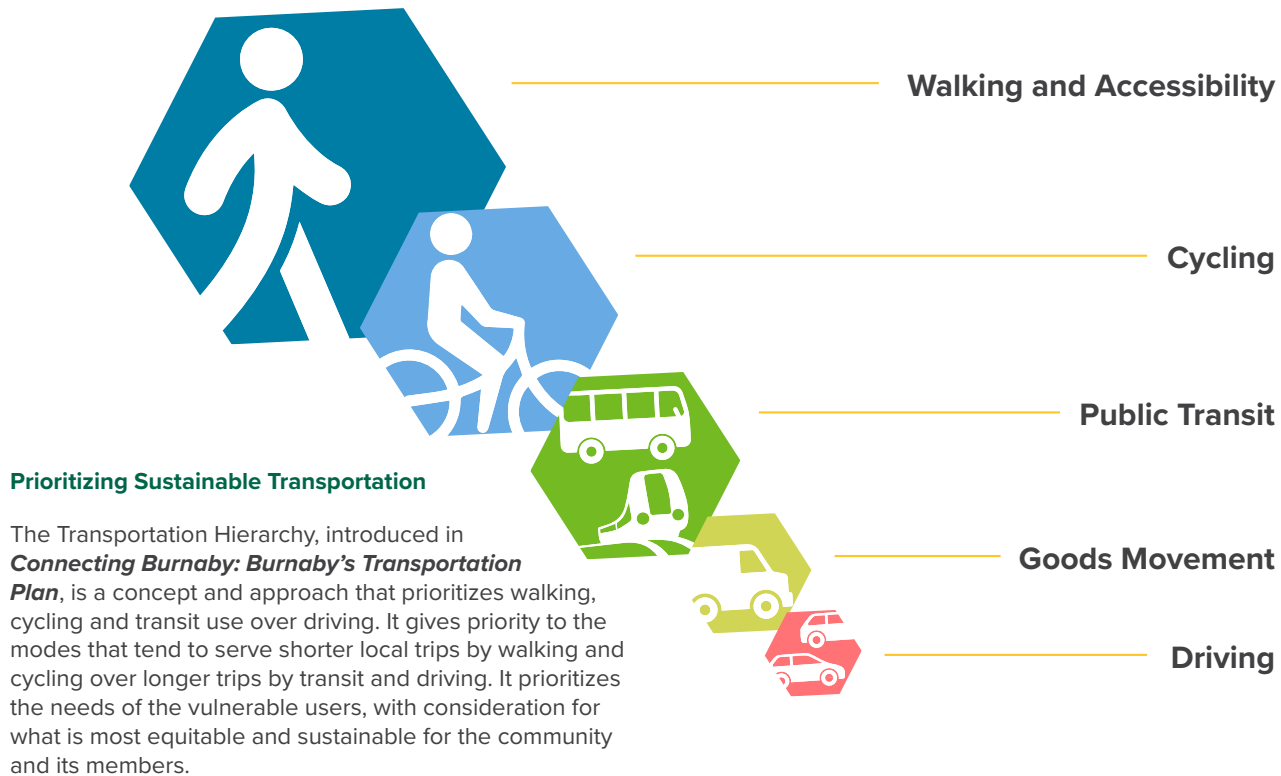 Walking and Accessibility
Cycling
Public Transit
Goods Movement
Driving
Prioritizing Sustainable Transportation
The Transportation Hierarchy, introduced in
Connecting Burnaby: Burnaby's Transportation
Plan, is a concept and approach that prioritizes walking,
cycling and transit use over driving. It gives priority to the
modes that tend to serve shorter local trips by walking and
cycling over longer trips by transit and driving. It prioritizes
the needs of the vulnerable users, with consideration for
what is most equitable and sustainable for the community
and its members.